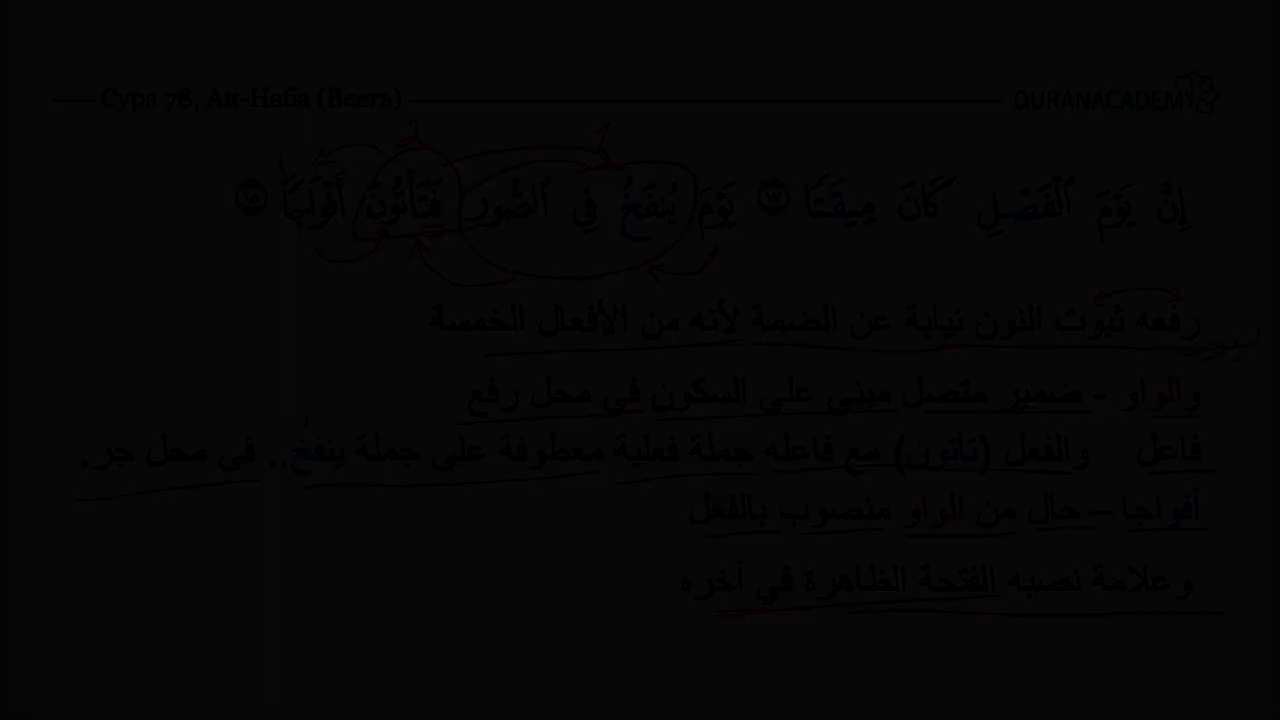 Сура 78, Ан-Наба (Весть)
QURANACADEMY
إِنَّ يَوْمَ ٱلْفَصْلِ كَانَ مِيقَـٰتًا ١٧ يَوْمَ يُنفَخُ فِى ٱلصُّورِ فَتَأْتُونَ أَفْوَاجًا ١٨
رفعه ثبوت النون نيابة عن الضمة لأنه من الأفعال الخمسة
والواو - ضمير متصل مبني على السكون في محل رفع
فاعل والفعل (تأتون) مع فاعله جملة فعلية معطوفة على جملة ينفخُ.. في محل جر.
أفواجا – حال من الواو منصوب بالفعل
وعلامة نصبه الفتحة الظاهرة في آخره